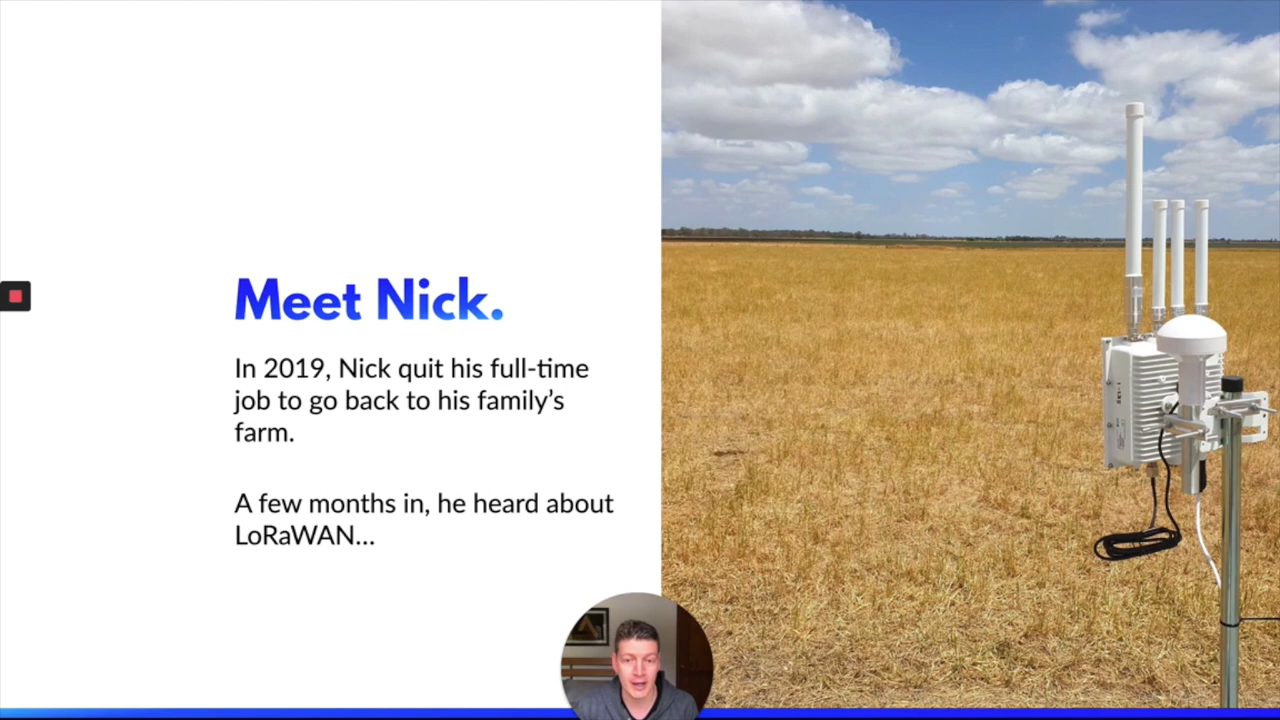 Meet Nick.
In 2019, Nick quit his full-time
job to go back to his family’s
farm.
A few months in, he heard about
LoRaWAN...